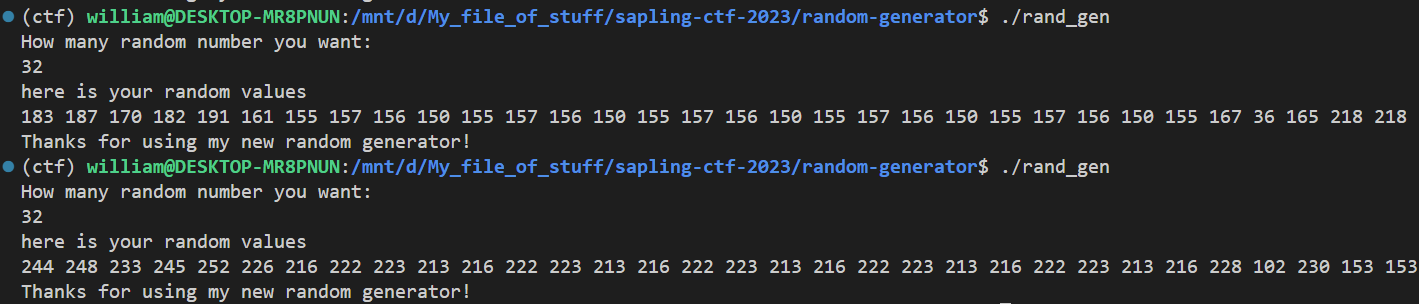 (ctf) william@DESKTOP-MR8PNUN:/mnt/d/My_file_of_stuff/sapling-ctf-2023/random-generator$ ./rand_gen
How many random number you want:
32
here is your random values
183 187 170 182 191 161 155 157 156 150 155 157 156 150 155 157 156 150 155 157 156 150 155 157 156 150 155 167 36 165 218 218
Thanks for using my new random generator!
(ctf) william@DESKTOP-MR8PNUN:/mnt/d/My_file_of_stuff/sapling-ctf-2023/random-generator$ ./rand_gen
How many random number you want:
32
here is your random values
244 248 233 245 252 226 216 222 223 213 216 222 223 213 216 222 223 213 216 222 223 213 216 222 223 213 216 228 102 230 153 153
Thanks for using my new random generator!